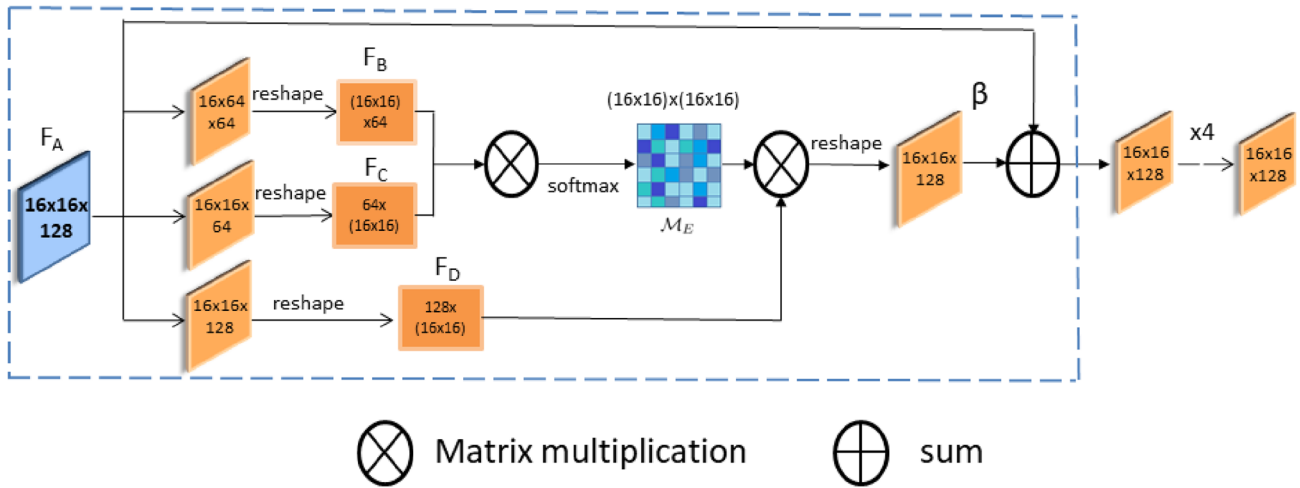 F_A
16x16x
128
16x64
x64
reshape
F_B
(16x16)
x64
16x16x
64
reshape
F_C
64x
(16x16)
16x16x
128
reshape
F_D
128x
(16x16)
softmax
(16x16)x(16x16)
M_E
reshape
β
16x16x
128
16x16
x128
x4
16x16
x128
Matrix multiplication
sum